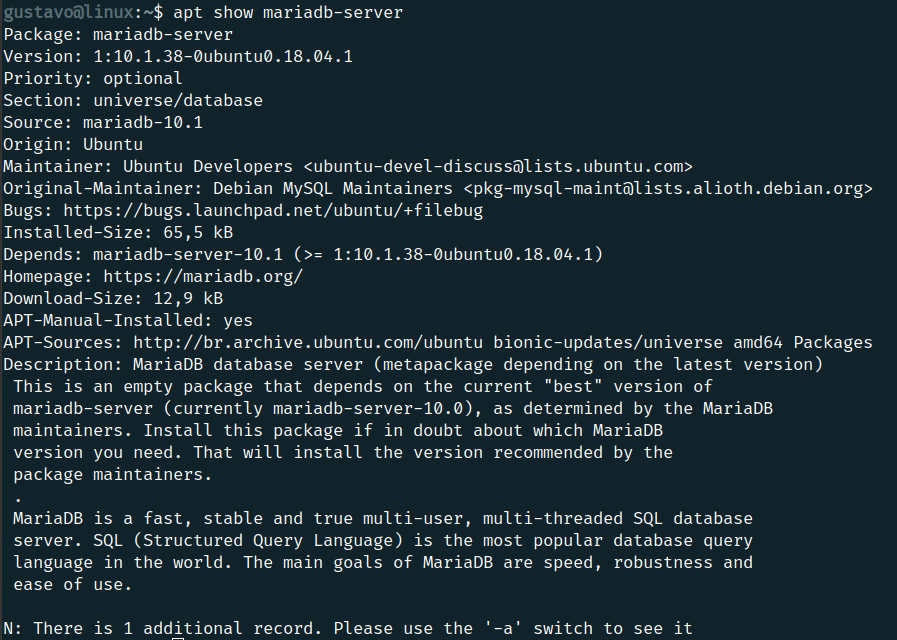 gustavo@linux:~$ apt show mariadb-server
Package: mariadb-server
Version: 1:10.1.38-0ubuntu0.18.04.1
Priority: optional
Section: universe/database
Source: mariadb-10.1
Origin: Ubuntu
Maintainer: Ubuntu Developers <ubuntu-devel-discuss@lists.ubuntu.com>
Original-Maintainer: Debian MySQL Maintainers <pkg-mysql-maint@lists.alioth.debian.org>
Bugs: https://bugs.launchpad.net/ubuntu/+filebug
Installed-Size: 65,5 kB
Depends: mariadb-server-10.1 (>= 1:10.1.38-0ubuntu0.18.04.1)
Homepage: https://mariadb.org/
Download-Size: 12,9 kB
APT-Manual-Installed: yes
APT-Sources: http://br.archive.ubuntu.com/ubuntu bionic-updates/universe amd64 Packages
Description: MariaDB database server (metapackage depending on the latest version)
 This is an empty package that depends on the current "best" version of
 mariadb-server (currently mariadb-server-10.0), as determined by the MariaDB
 maintainers. Install this package if in doubt about which MariaDB
 version you need. That will install the version recommended by the
 package maintainers.
 .
 MariaDB is a fast, stable and true multi-user, multi-threaded SQL database
 server. SQL (Structured Query Language) is the most popular database query
 language in the world. The main goals of MariaDB are speed, robustness and
 ease of use.

N: There is 1 additional record. Please use the '-a' switch to see it